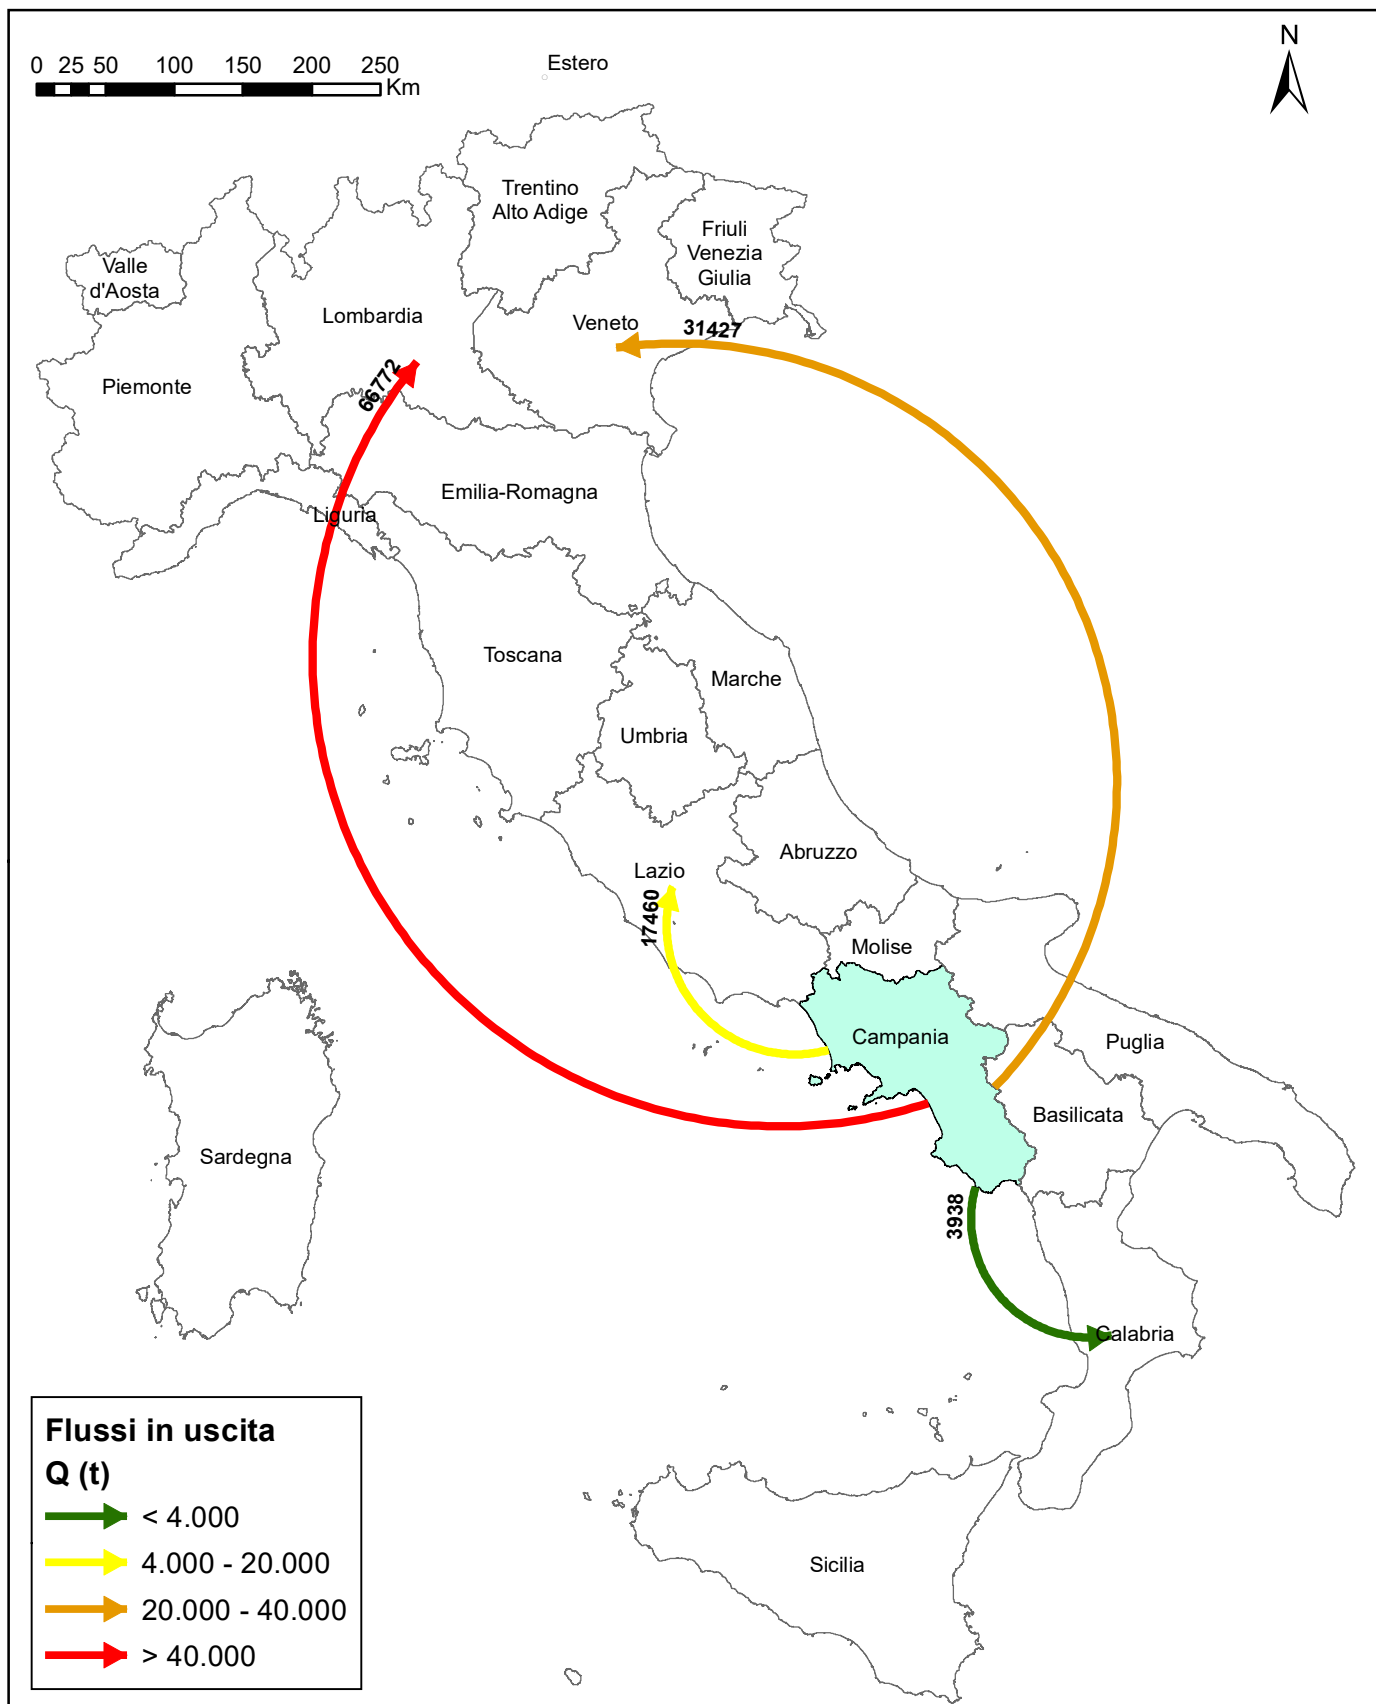 0 25 50 100 150 200 250
Km
Estero
N
Trentino
Alto Adige
Friuli
Venezia
Giulia
Valle
d'Aosta
Lombardia
Veneto
31427
66772
Piemonte
Emilia-Romagna
Liguria
Toscana
Marche
Umbria
Abruzzo
Lazio
17460
Molise
Campania
Puglia
Basilicata
Sardegna
3938
Calabria
Sicilia
Flussi in uscita
Q (t)
< 4.000
4.000 - 20.000
20.000 - 40.000
> 40.000